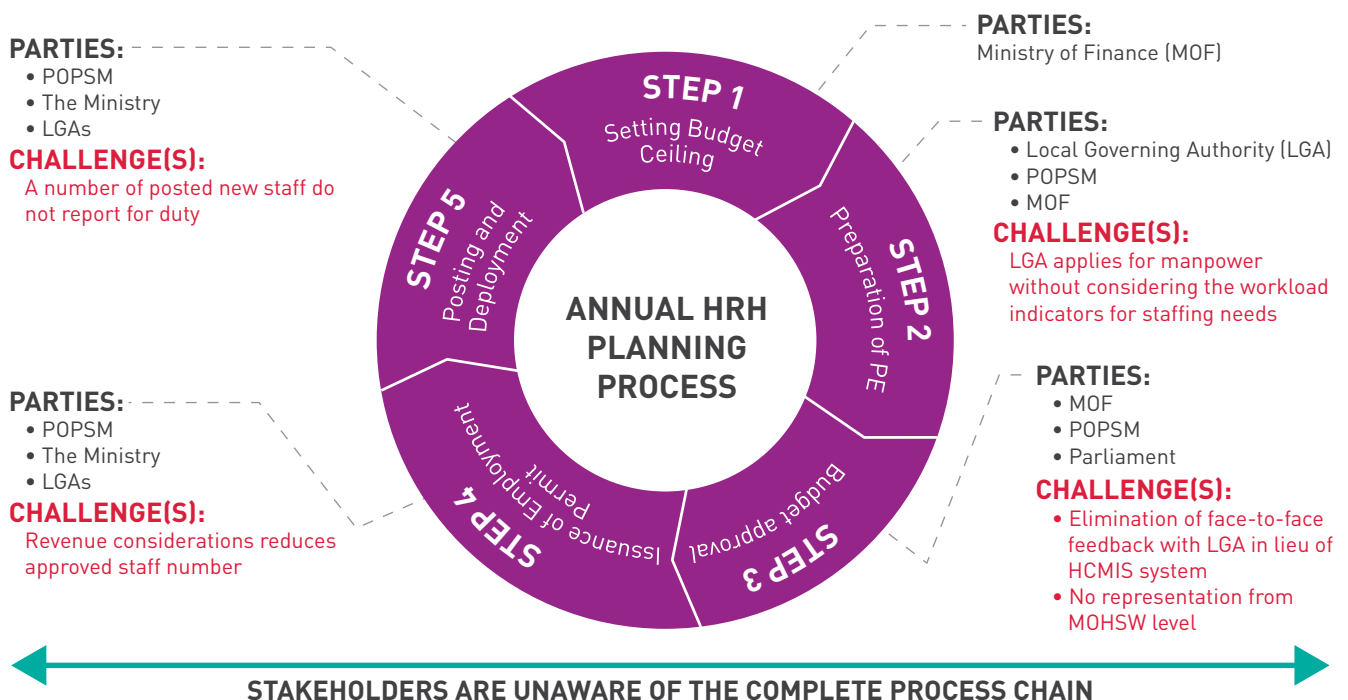 PARTIES:
Ministry of Finance (MOF)
STEP 1
Setting Budget
Ceiling
PARTIES:
• Local Governing Authority (LGA)
• POPSM
• MOF
CHALLENGE(S):
LGA applies for manpower
without considering the workload
indicators for staffing needs
STEP 2
Preparation of PE
PARTIES:
• MOF
• POPSM
• Parliament
CHALLENGE(S):
• Elimination of face-to-face
feedback with LGA in lieu of
HCMIS system
• No representation from
MOHSW level
STEP 3
Budget approval
PARTIES:
• POPSM
• The Ministry
• LGAs
CHALLENGE(S):
Revenue considerations reduces
approved staff number
STEP 4
Issuance of Employment
Permit
PARTIES:
• POPSM
• The Ministry
• LGAs
CHALLENGE(S):
A number of posted new staff do
not report for duty
STEP 5
Posting and
Deployment
ANNUAL HRH
PLANNING
PROCESS
STAKEHOLDERS ARE UNAWARE OF THE COMPLETE PROCESS CHAIN